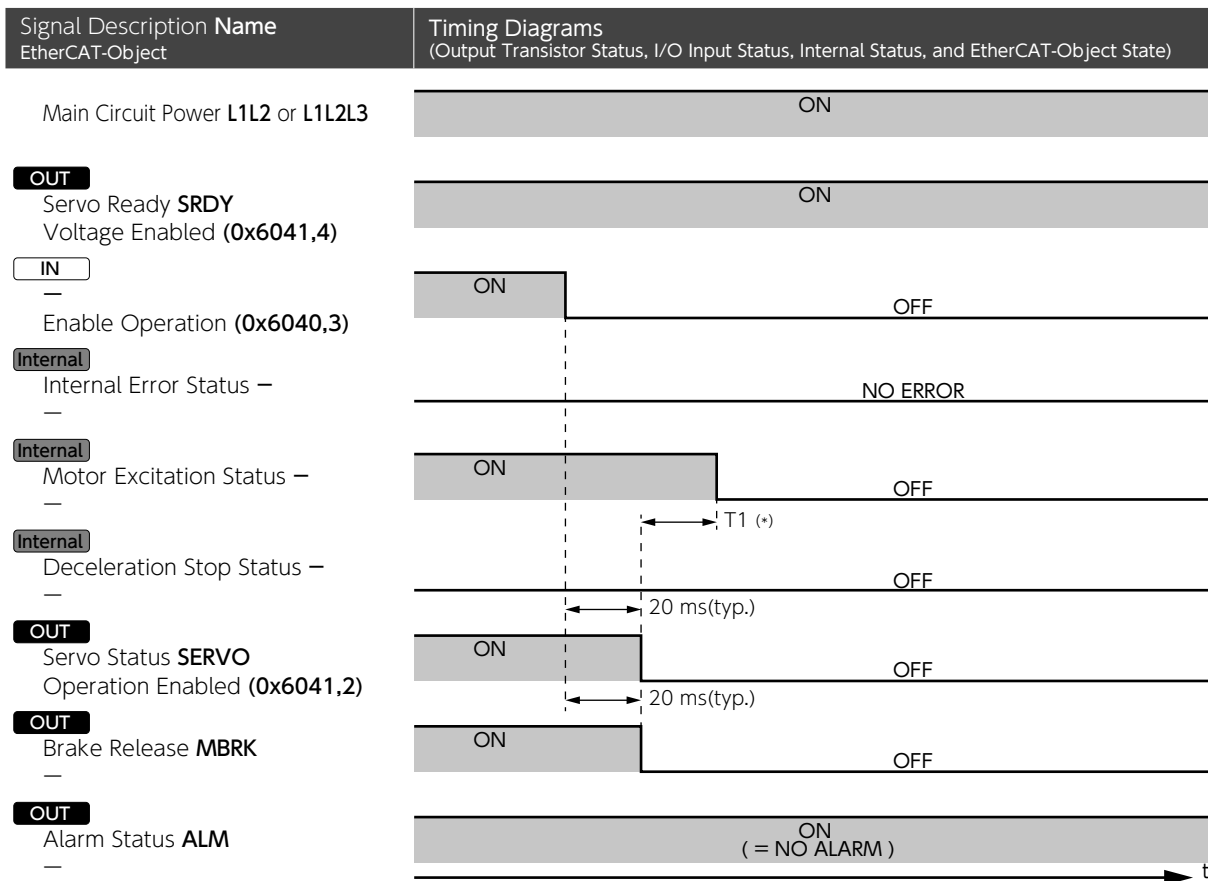 Signal Description Name
EtherCAT-Object
Timing Diagrams
(Output Transistor Status, I/O Input Status, Internal Status, and EtherCAT-Object State)
Main Circuit Power L1L2 or L1L2L3
ON
OUT
Servo Ready SRDY
Voltage Enabled (0x6041,4)
ON
IN
—
Enable Operation (0x6040,3)
ON
OFF
Internal
Internal Error Status —
—
NO ERROR
Internal
Motor Excitation Status —
—
ON
OFF
T1 (*)
Internal
Deceleration Stop Status —
—
OFF
20 ms(typ.)
OUT
Servo Status SERVO
Operation Enabled (0x6041,2)
ON
OFF
20 ms(typ.)
OUT
Brake Release MBRK
—
ON
OFF
OUT
Alarm Status ALM
—
ON
( = NO ALARM )
t